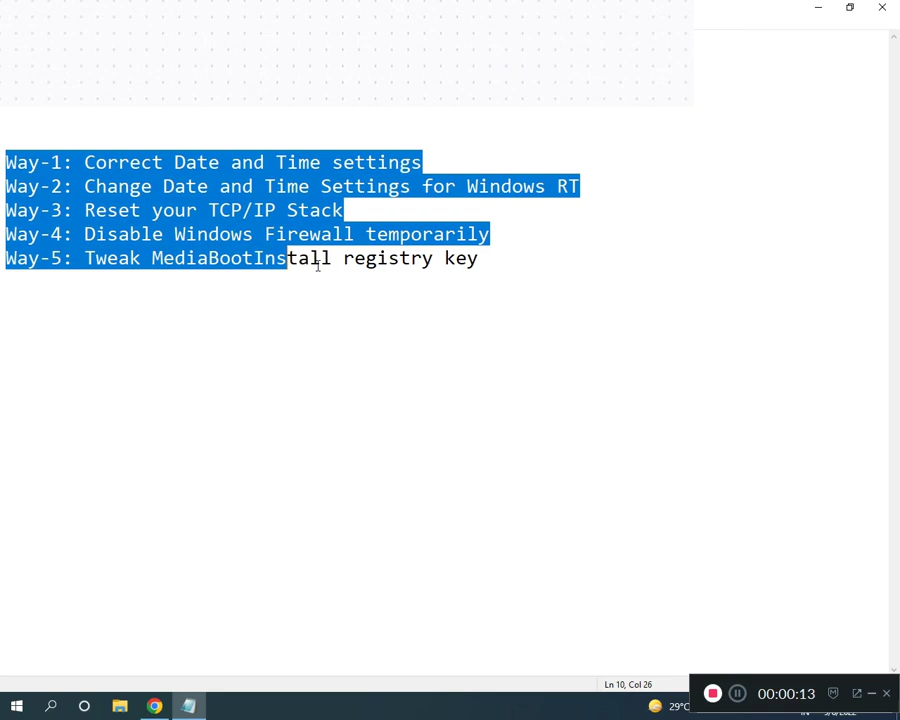 Way-1: Correct Date and Time settings
Way-2: Change Date and Time Settings for Windows RT
Way-3: Reset your TCP/IP Stack
Way-4: Disable Windows Firewall temporarily
Way-5: Tweak MediaBootInstall registry key
Ln 10, Col 26
00:00:13
29°C